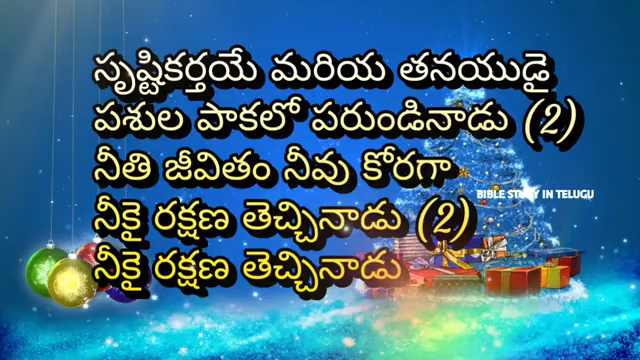 సృష్టికర్తయే మరియ తనయుడై
పశుల పాకలో పరుండినాడు (2)
నీతి జీవితం నీవు కోరగా
BIBLE STUDY IN TELUGU
నీకై రక్షణ తెచ్చినాడు (2)
నీకై రక్షణ తెచ్చినాడు